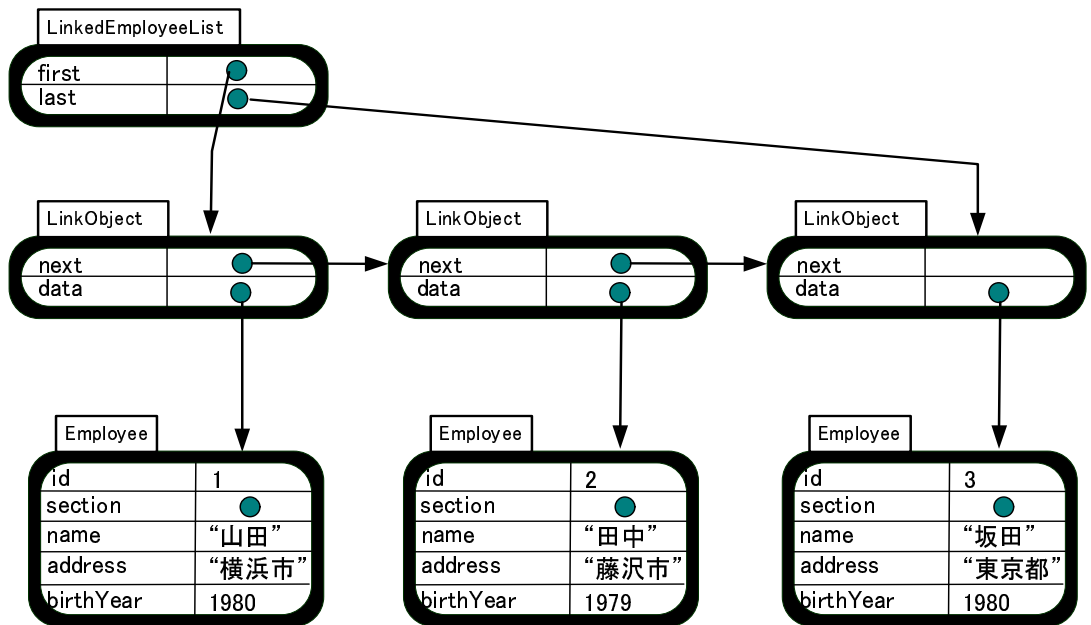 LinkedEmployeeList
first
last
LinkObject
next
data
LinkObject
next
data
LinkObject
next
data
Employee
id 1
section
name “山田”
address “横浜市”
birthYear 1980
Employee
id 2
section
name “田中”
address “藤沢市”
birthYear 1979
Employee
id 3
section
name “坂田”
address “東京都”
birthYear 1980